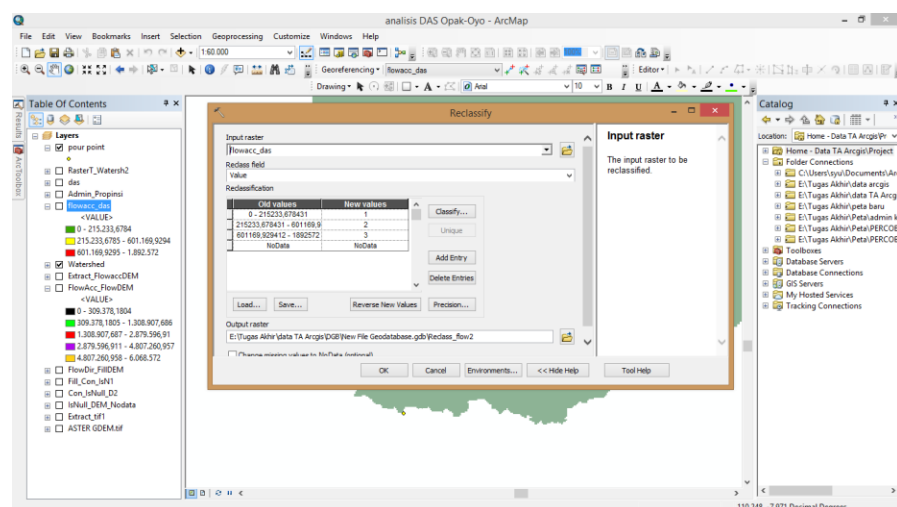 analisis DAS Opak-Oyo - ArcMap
File Edit View Bookmarks Insert Selection Geoprocessing Customize Windows Help
1:60.000
Georeferencing flowacc_das Editor
Drawing A Arial 10 B I U A
Table Of Contents
Results
ArcToolbox
Layers
pour point
RasterT_Watersh2
das
Admin_Propinsi
flowacc_das
<VALUE>
0 - 215.233,6784
215.233,6785 - 601.169,9294
601.169,9295 - 1.892.572
Watershed
Extract_FlowaccDEM
FlowAcc_FlowDEM
<VALUE>
0 - 309.378,1804
309.378,1805 - 1.308.907,686
1.308.907,687 - 2.879.596,91
2.879.596,911 - 4.807.260,957
4.807.260,958 - 6.068.572
FlowDir_FillDEM
Fill_Con_IsN1
Con_IsNull_D2
IsNull_DEM_Nodata
Extract_tif1
ASTER GDEM.tif
Reclassify
Input raster
flowacc_das
Reclass field
Value
Reclassification
Old values New values
0 - 215233,678431 1
215233,678431 - 601169,9 2
601169,929412 - 1892572 3
NoData NoData
Classify...
Unique
Add Entry
Delete Entries
Load... Save... Reverse New Values Precision...
Output raster
E:\Tugas Akhir\data TA Arcgis\DGB\New File Geodatabase.gdb\Reclass_flow2
Change missing values to NoData (optional)
OK Cancel Environments... << Hide Help Tool Help
Input raster
The input raster to be
reclassified.
Catalog
Location: Home - Data TA Arcgis\Pr
Home - Data TA Arcgis\Project
Folder Connections
C:\Users\syu\Documents\Ar
E:\Tugas Akhir\data arcgis
E:\Tugas Akhir\data TA Arcg
E:\Tugas Akhir\peta baru
E:\Tugas Akhir\Peta\admin k
E:\Tugas Akhir\Peta\PERCOE
E:\Tugas Akhir\Peta\PERCOE
Toolboxes
Database Servers
Database Connections
GIS Servers
My Hosted Services
Tracking Connections
110,248 -7,971 Decimal Degrees